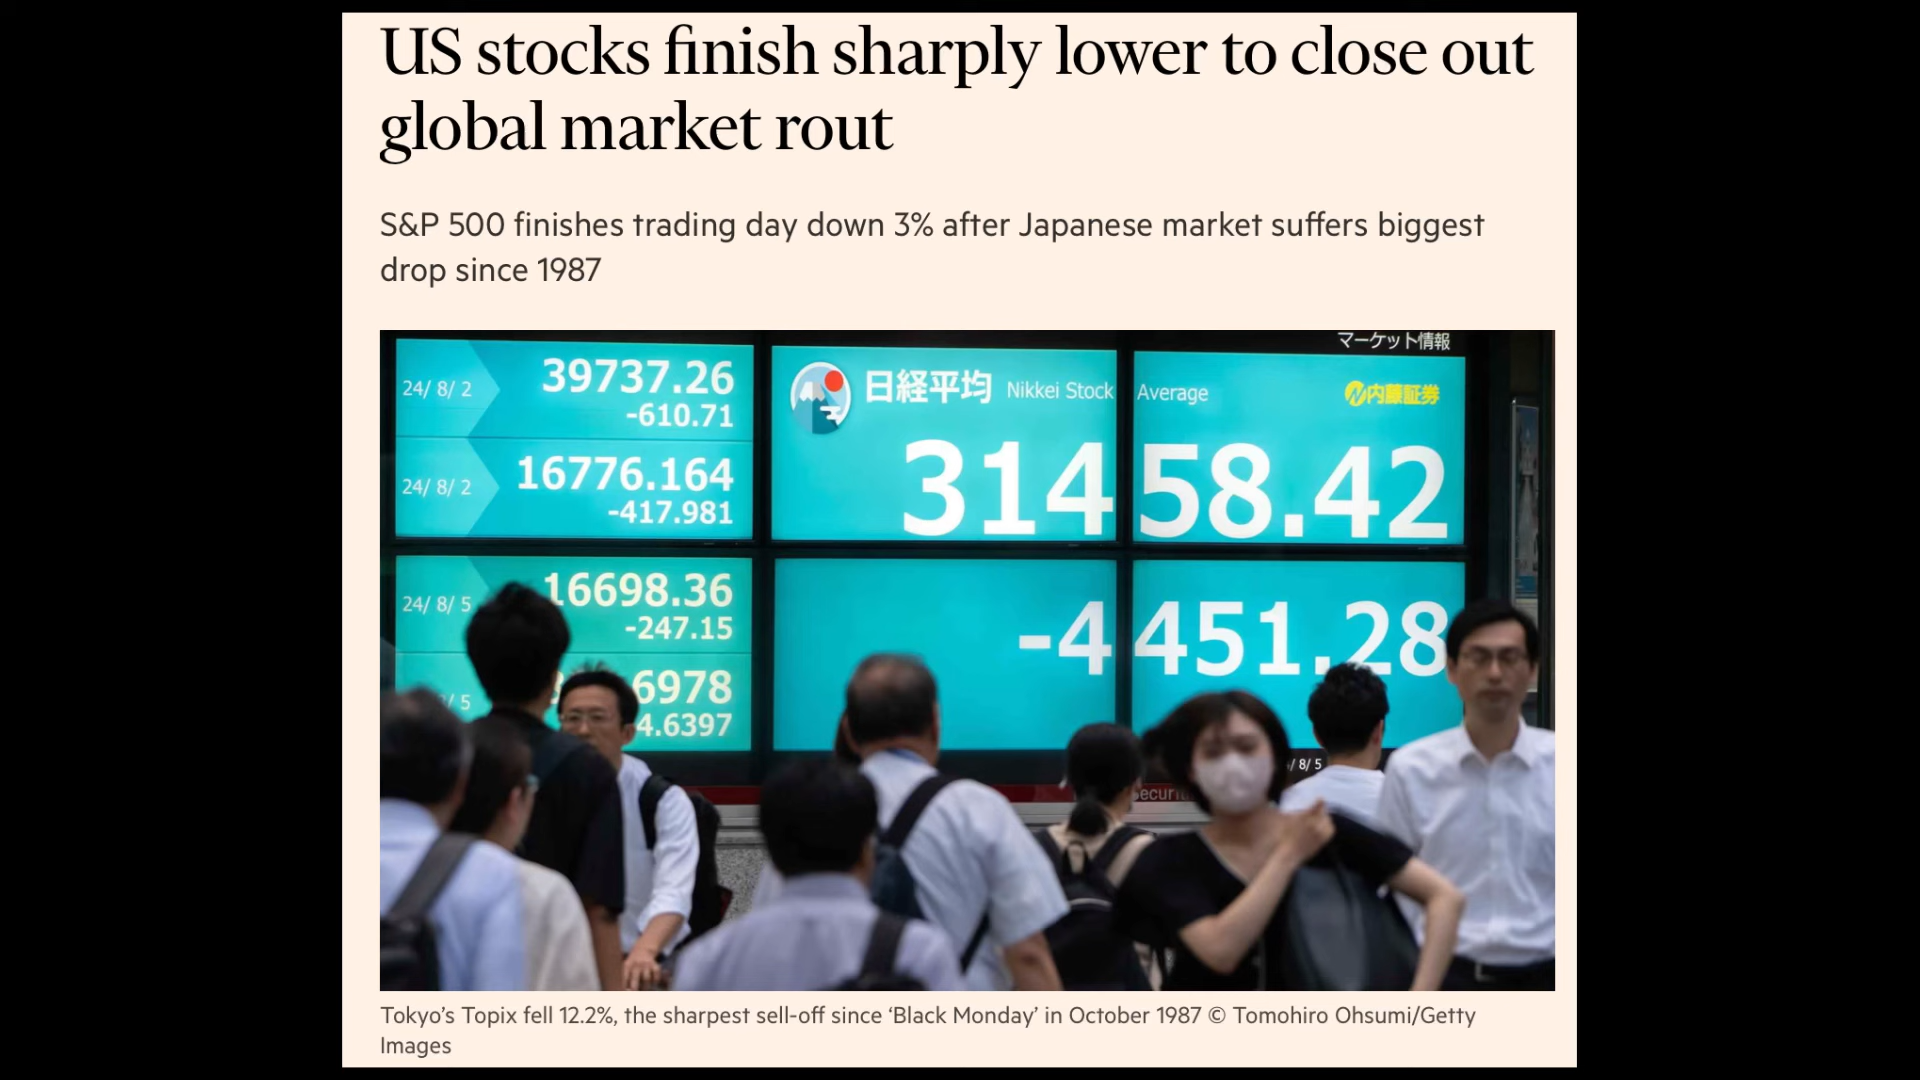 US stocks finish sharply lower to close out
global market rout
S&P 500 finishes trading day down 3% after Japanese market suffers biggest
drop since 1987
マーケット情報
24/ 8/ 2
39737.26
-610.71
24/ 8/ 2
16776.164
-417.981
日経平均 Nikkei Stock Average
内藤証券
31458.42
-4451.28
24/ 8/ 5
16698.36
-247.15
/ 5
6978
4.6397
/ 8/ 5
Tokyo’s Topix fell 12.2%, the sharpest sell-off since ‘Black Monday’ in October 1987 © Tomohiro Ohsumi/Getty
Images